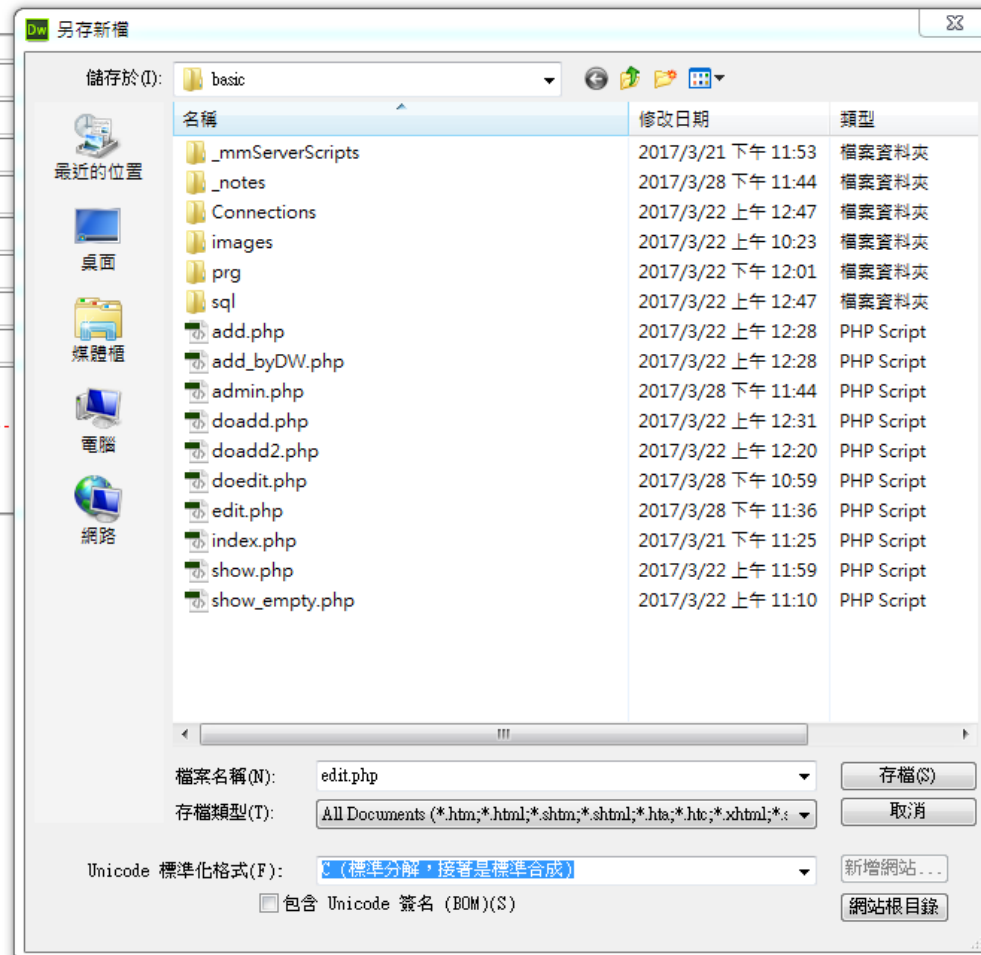 Dw 另存新檔
儲存於(I): basic
名稱 修改日期 類型
_mmServerScripts 2017/3/21 下午 11:53 檔案資料夾
_notes 2017/3/28 下午 11:44 檔案資料夾
Connections 2017/3/22 上午 12:47 檔案資料夾
images 2017/3/22 上午 10:23 檔案資料夾
prg 2017/3/22 下午 12:01 檔案資料夾
sql 2017/3/22 上午 12:47 檔案資料夾
add.php 2017/3/22 上午 12:28 PHP Script
add_byDW.php 2017/3/22 上午 12:28 PHP Script
admin.php 2017/3/28 下午 11:44 PHP Script
doadd.php 2017/3/22 上午 12:31 PHP Script
doadd2.php 2017/3/22 上午 12:20 PHP Script
doedit.php 2017/3/28 下午 10:59 PHP Script
edit.php 2017/3/28 下午 11:36 PHP Script
index.php 2017/3/21 下午 11:25 PHP Script
show.php 2017/3/22 上午 11:59 PHP Script
show_empty.php 2017/3/22 上午 11:10 PHP Script
最近的位置
桌面
媒體櫃
電腦
網路
檔案名稱(N): edit.php 存檔(S)
存檔類型(T): All Documents (*.htm;*.html;*.shtm;*.shtml;*.hta;*.htc;*.xhtml;*.s 取消
Unicode 標準化格式(F): C (標準分解，接著是標準合成) 新增網站...
包含 Unicode 簽名 (BOM)(S) 網站根目錄